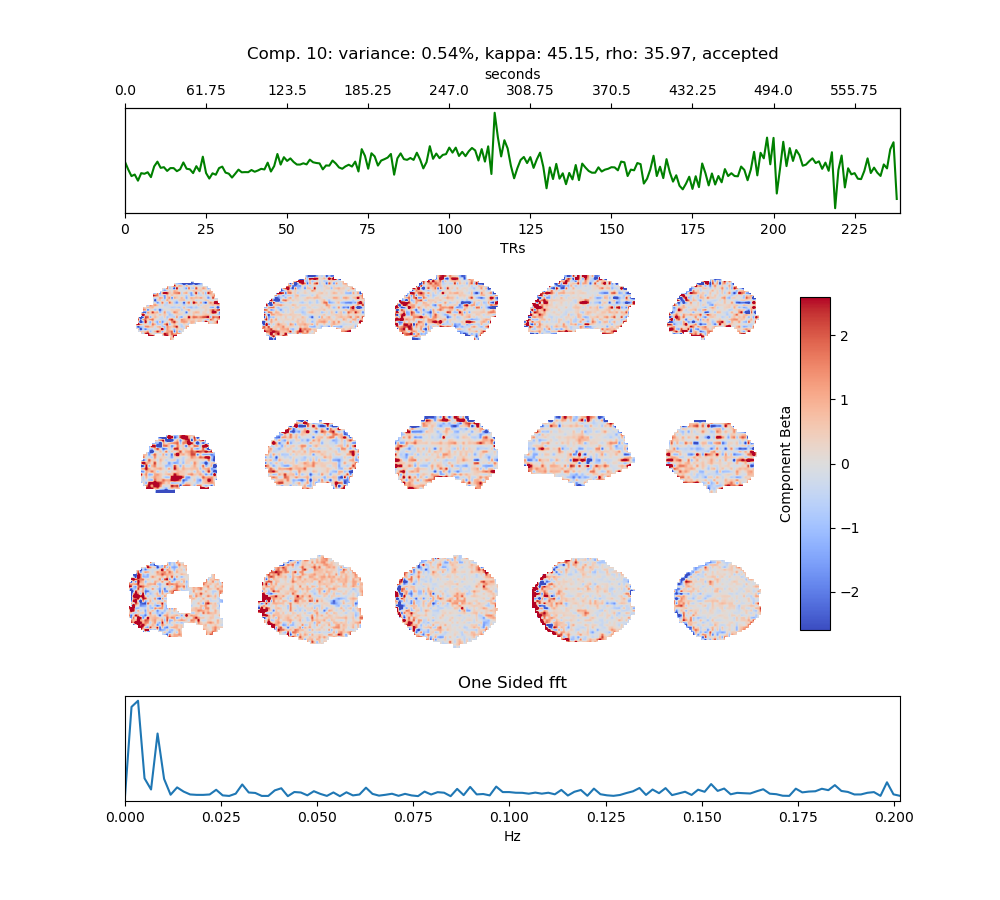 Comp. 10: variance: 0.54%, kappa: 45.15, rho: 35.97, accepted
seconds
0.0 61.75 123.5 185.25 247.0 308.75 370.5 432.25 494.0 555.75
0 25 50 75 100 125 150 175 200 225
TRs
2
1
0
−1
−2
Component Beta
One Sided fft
0.000 0.025 0.050 0.075 0.100 0.125 0.150 0.175 0.200
Hz